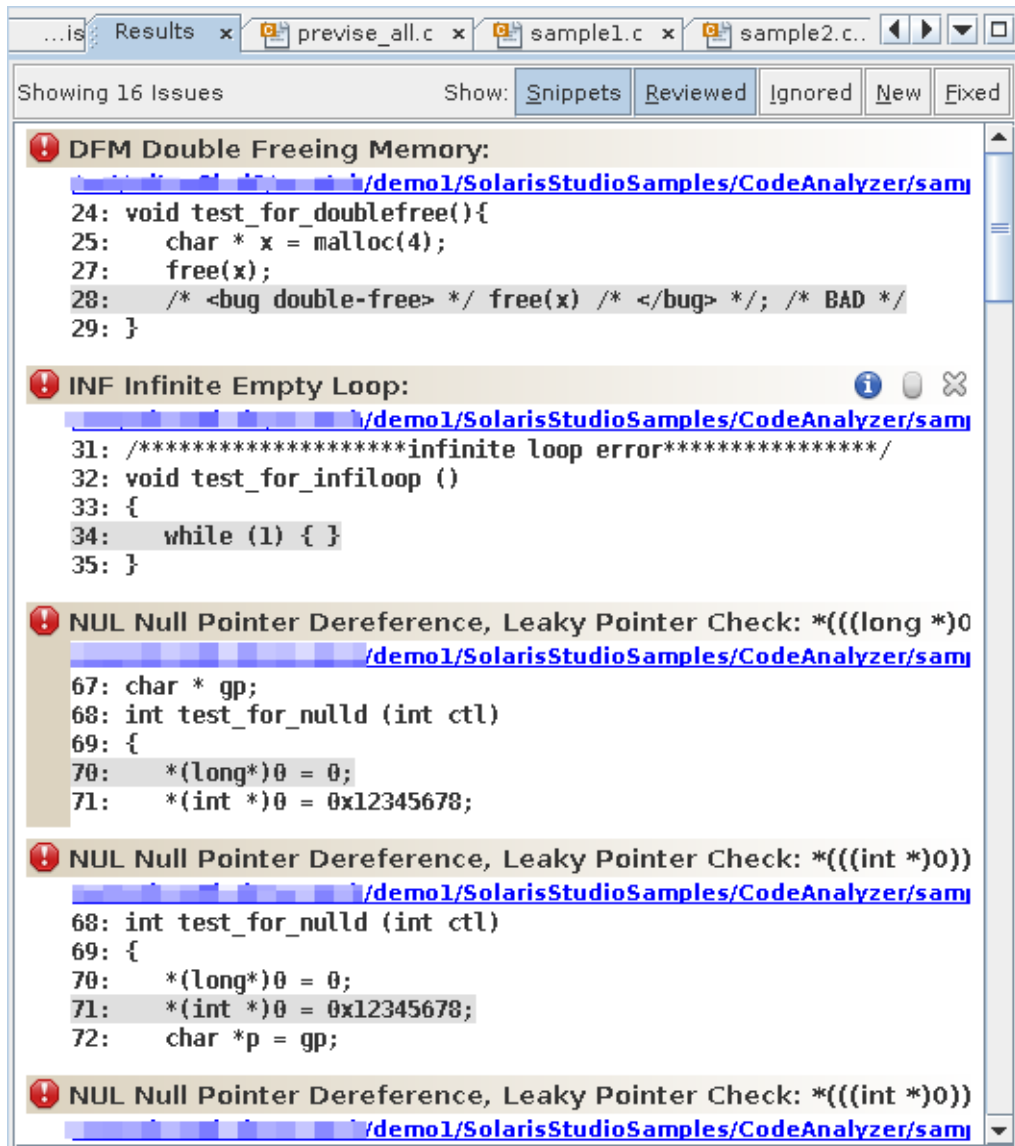 ...is Results x previse_all.c x sample1.c x sample2.c..
Showing 16 Issues Show: Snippets Reviewed Ignored New Fixed
DFM Double Freeing Memory:
/demo1/SolarisStudioSamples/CodeAnalyzer/samp
24: void test_for_doublefree(){
25:    char * x = malloc(4);
27:    free(x);
28:    /* <bug double-free> */ free(x) /* </bug> */; /* BAD */
29: }
INF Infinite Empty Loop:
/demo1/SolarisStudioSamples/CodeAnalyzer/samp
31: /********************infinite loop error****************/
32: void test_for_infiloop ()
33: {
34:    while (1) { }
35: }
NUL Null Pointer Dereference, Leaky Pointer Check: *(((long *)0
/demo1/SolarisStudioSamples/CodeAnalyzer/samp
67: char * gp;
68: int test_for_nulld (int ctl)
69: {
70:    *(long*)0 = 0;
71:    *(int *)0 = 0x12345678;
NUL Null Pointer Dereference, Leaky Pointer Check: *(((int *)0))
/demo1/SolarisStudioSamples/CodeAnalyzer/samp
68: int test_for_nulld (int ctl)
69: {
70:    *(long*)0 = 0;
71:    *(int *)0 = 0x12345678;
72:    char *p = gp;
NUL Null Pointer Dereference, Leaky Pointer Check: *(((int *)0))
/demo1/SolarisStudioSamples/CodeAnalyzer/samp